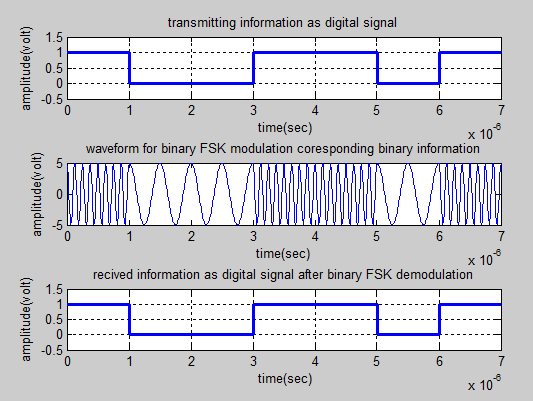 transmitting information as digital signal
amplitude(volt)
1.5
1
0.5
0
-0.5
0 1 2 3 4 5 6 7
time(sec)
x 10^-6
waveform for binary FSK modulation coresponding binary information
amplitude(volt)
5
0
-5
0 1 2 3 4 5 6 7
time(sec)
x 10^-6
recived information as digital signal after binary FSK demodulation
amplitude(volt)
1.5
1
0.5
0
-0.5
0 1 2 3 4 5 6 7
time(sec)
x 10^-6